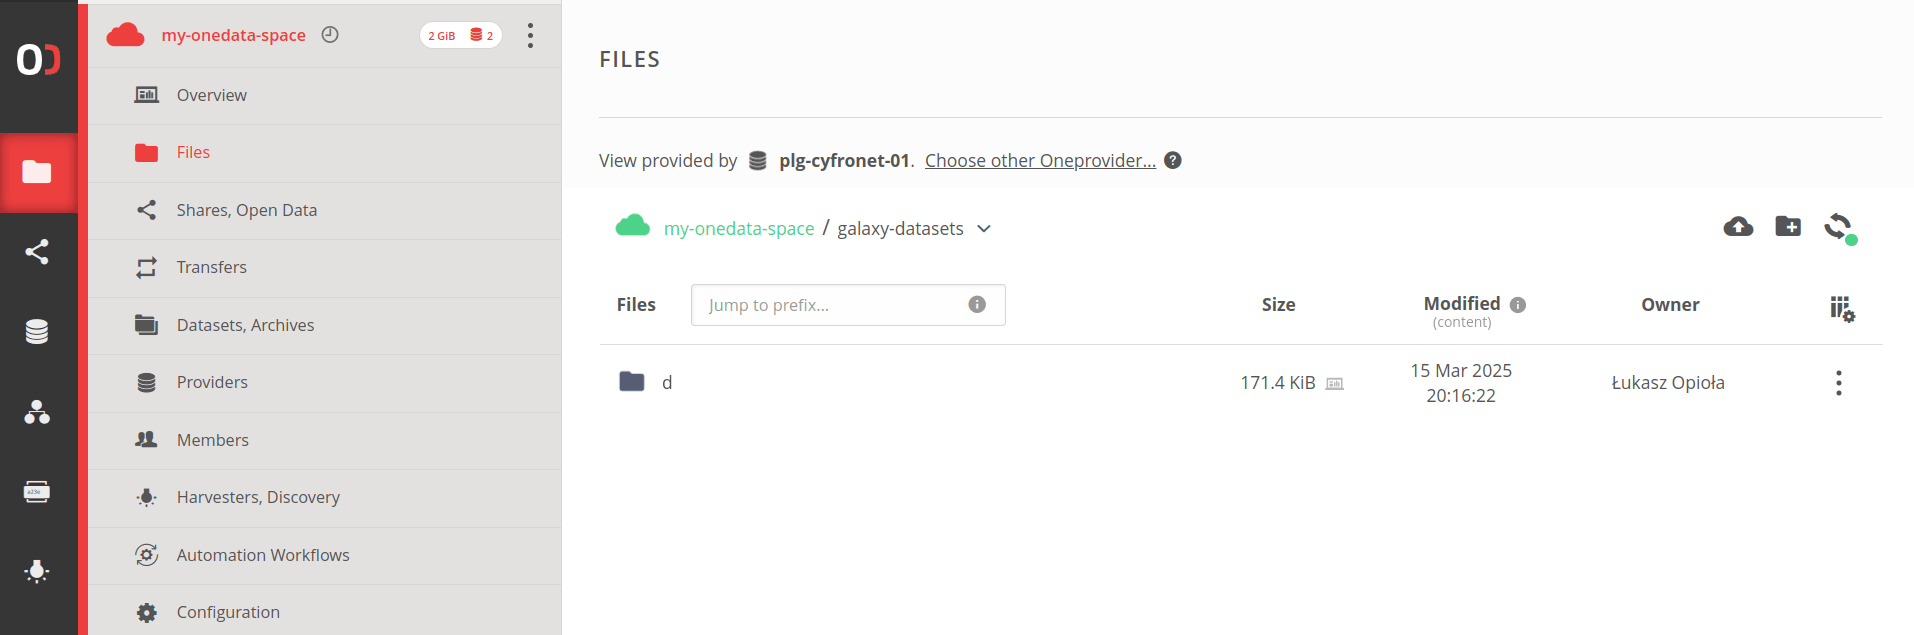 my-onedata-space 2 GiB 2
Overview
Files
Shares, Open Data
Transfers
Datasets, Archives
Providers
Members
Harvesters, Discovery
Automation Workflows
Configuration
FILES
View provided by plg-cyfronet-01. Choose other Oneprovider... ?
my-onedata-space / galaxy-datasets
Files Jump to prefix... Size Modified Owner
(content)
d 171.4 KiB 15 Mar 2025 Łukasz Opioła
20:16:22